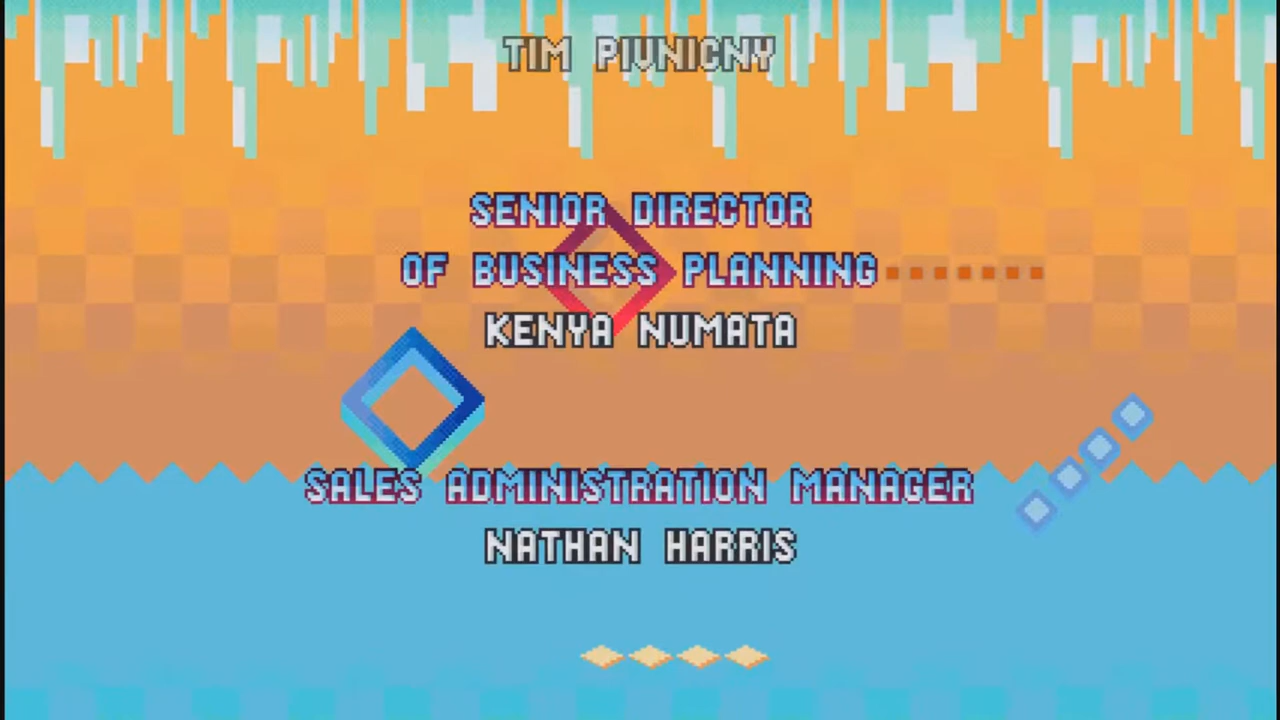 TIM PIVNICNY
SENIOR DIRECTOR
OF BUSINESS PLANNING
KENYA NUMATA
SALES ADMINISTRATION MANAGER
NATHAN HARRIS